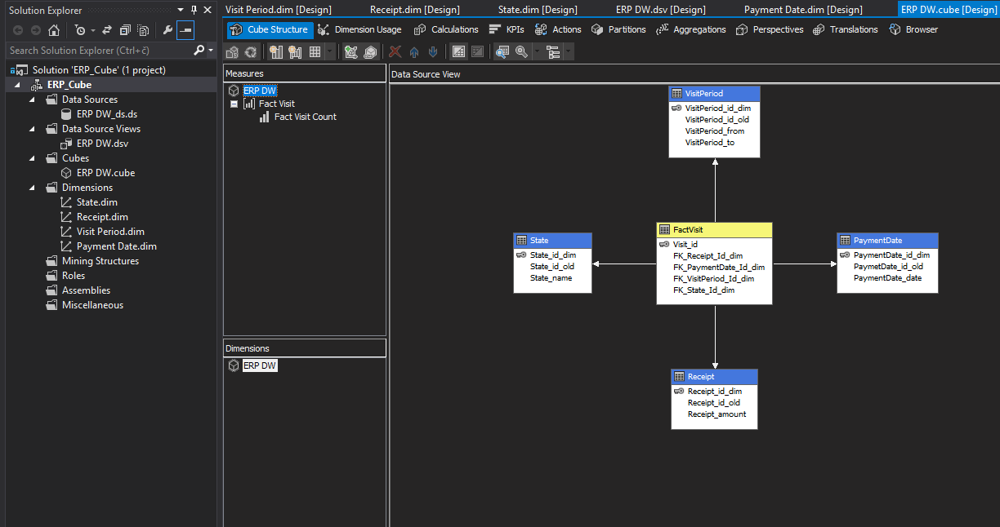 Solution Explorer
Search Solution Explorer (Ctrl+č)
Solution 'ERP_Cube' (1 project)
ERP_Cube
Data Sources
ERP DW_ds.ds
Data Source Views
ERP DW.dsv
Cubes
ERP DW.cube
Dimensions
State.dim
Receipt.dim
Visit Period.dim
Payment Date.dim
Mining Structures
Roles
Assemblies
Miscellaneous
Visit Period.dim [Design]
Receipt.dim [Design]
State.dim [Design]
ERP DW.dsv [Design]
Payment Date.dim [Design]
ERP DW.cube [Design]
Cube Structure
Dimension Usage
Calculations
KPIs
Actions
Partitions
Aggregations
Perspectives
Translations
Browser
Measures
ERP DW
Fact Visit
Fact Visit Count
Dimensions
ERP DW
Data Source View
VisitPeriod
VisitPeriod_id_dim
VisitPeriod_id_old
VisitPeriod_from
VisitPeriod_to
State
State_id_dim
State_id_old
State_name
FactVisit
Visit_id
FK_Receipt_Id_dim
FK_PaymentDate_Id_dim
FK_VisitPeriod_Id_dim
FK_State_Id_dim
PaymentDate
PaymentDate_id_dim
PaymetDate_id_old
PaymentDate_date
Receipt
Receipt_id_dim
Receipt_id_old
Receipt_amount